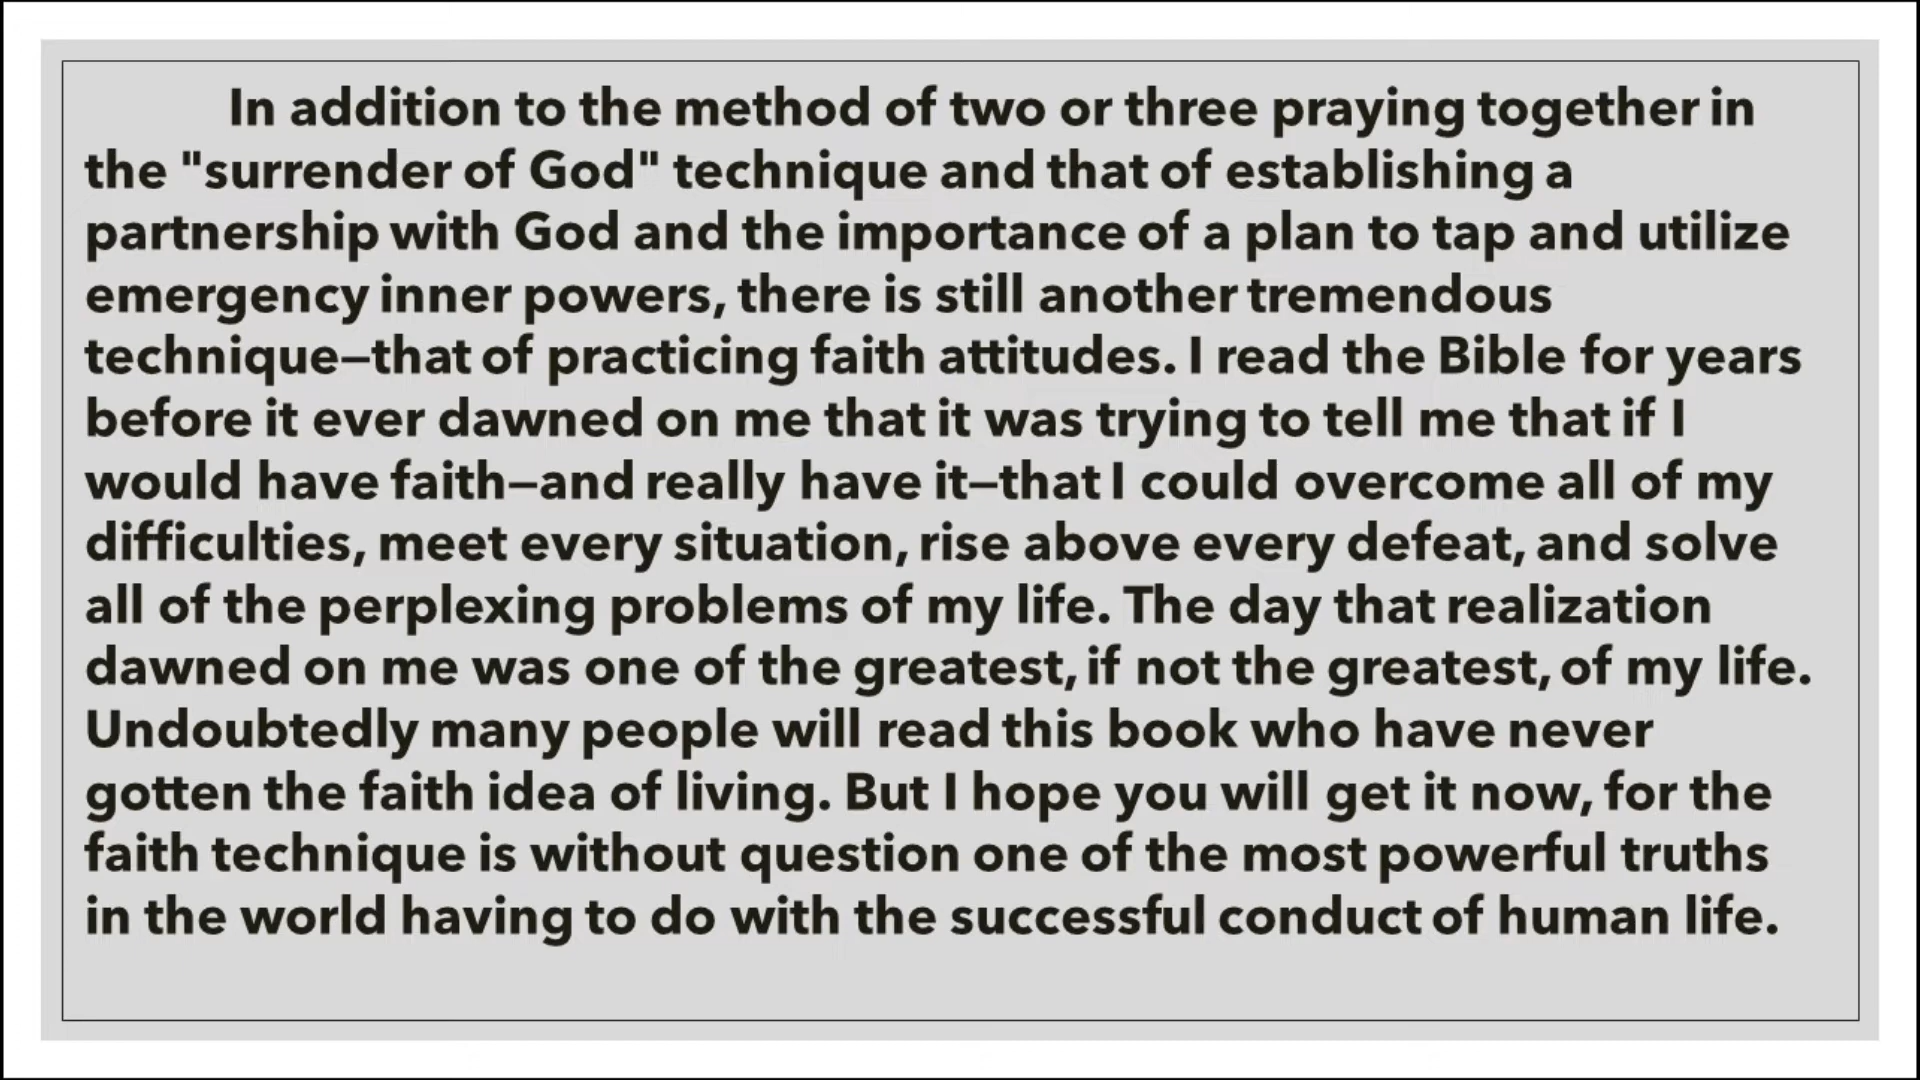 In addition to the method of two or three praying together in
the "surrender of God" technique and that of establishing a
partnership with God and the importance of a plan to tap and utilize
emergency inner powers, there is still another tremendous
technique—that of practicing faith attitudes. I read the Bible for years
before it ever dawned on me that it was trying to tell me that if I
would have faith—and really have it—that I could overcome all of my
difficulties, meet every situation, rise above every defeat, and solve
all of the perplexing problems of my life. The day that realization
dawned on me was one of the greatest, if not the greatest, of my life.
Undoubtedly many people will read this book who have never
gotten the faith idea of living. But I hope you will get it now, for the
faith technique is without question one of the most powerful truths
in the world having to do with the successful conduct of human life.